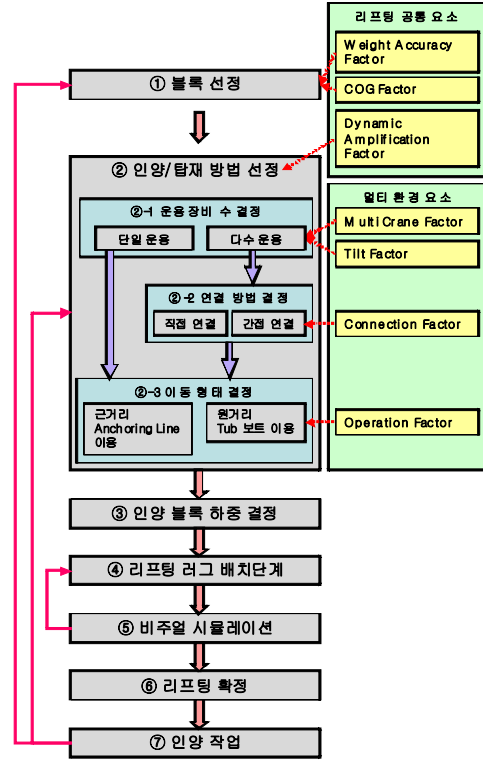 리프팅 공통 요소
Weight Accuracy
Factor
COG Factor
Dynamic
Amplification
Factor
① 블록 선정
② 인양/탑재 방법 선정
②-1 운용장비 수 결정
단일 운용
다수 운용
②-2 연결 방법 결정
직접 연결
간접 연결
②-3 이동 형태 결정
근거리
Anchoring Line
이용
원거리
Tub 보트 이용
멀티 환경 요소
Multi Crane Factor
Tilt Factor
Connection Factor
Operation Factor
③ 인양 블록 하중 결정
④ 리프팅 러그 배치단계
⑤ 비주얼 시뮬레이션
⑥ 리프팅 확정
⑦ 인양 작업